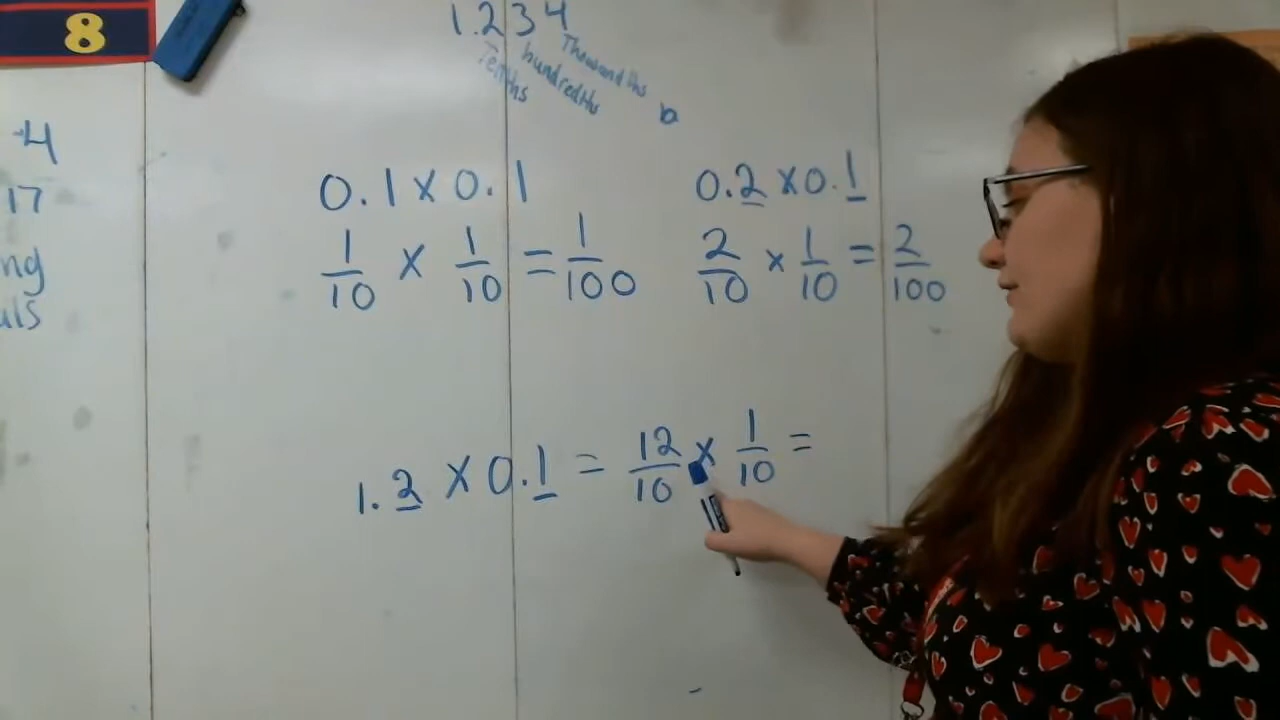 8
1.234
Tenths
hundredths
Thousandths
-4
17
ng
uls
0.1 x 0.1
1/10 x 1/10 = 1/100
0.2 x 0.1
2/10 x 1/10 = 2/100
1.2 x 0.1 = 12/10 x 1/10 =